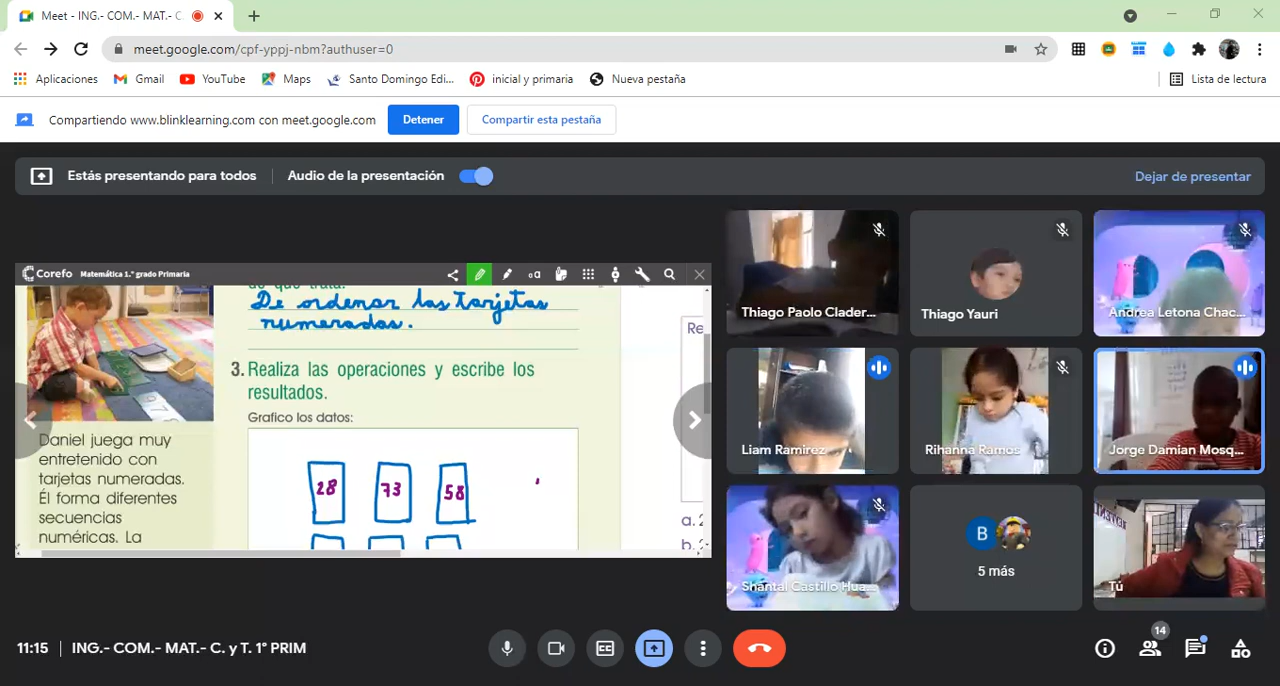 Meet - ING.- COM.- MAT.- C
meet.google.com/cpf-yppj-nbm?authuser=0
Aplicaciones
Gmail
YouTube
Maps
Santo Domingo Edi...
inicial y primaria
Nueva pestaña
Lista de lectura
Compartiendo www.blinklearning.com con meet.google.com
Detener
Compartir esta pestaña
Estás presentando para todos
Audio de la presentación
Dejar de presentar
Corefo Matemática 1.° grado Primaria
De ordenar las tarjetas
numeradas.
3. Realiza las operaciones y escribe los
resultados.
Grafico los datos:
28 73 58
Daniel juega muy
entretenido con
tarjetas numeradas.
Él forma diferentes
secuencias
numéricas. La
Re
a. 2
b.
Thiago Paolo Clader...
Thiago Yauri
Andrea Letona Chac...
Liam Ramirez
Rihanna Ramos
Jorge Damian Mosq...
Shantal Castillo Hua...
B
5 más
Tú
11:15
ING.- COM.- MAT.- C. y T. 1° PRIM
14